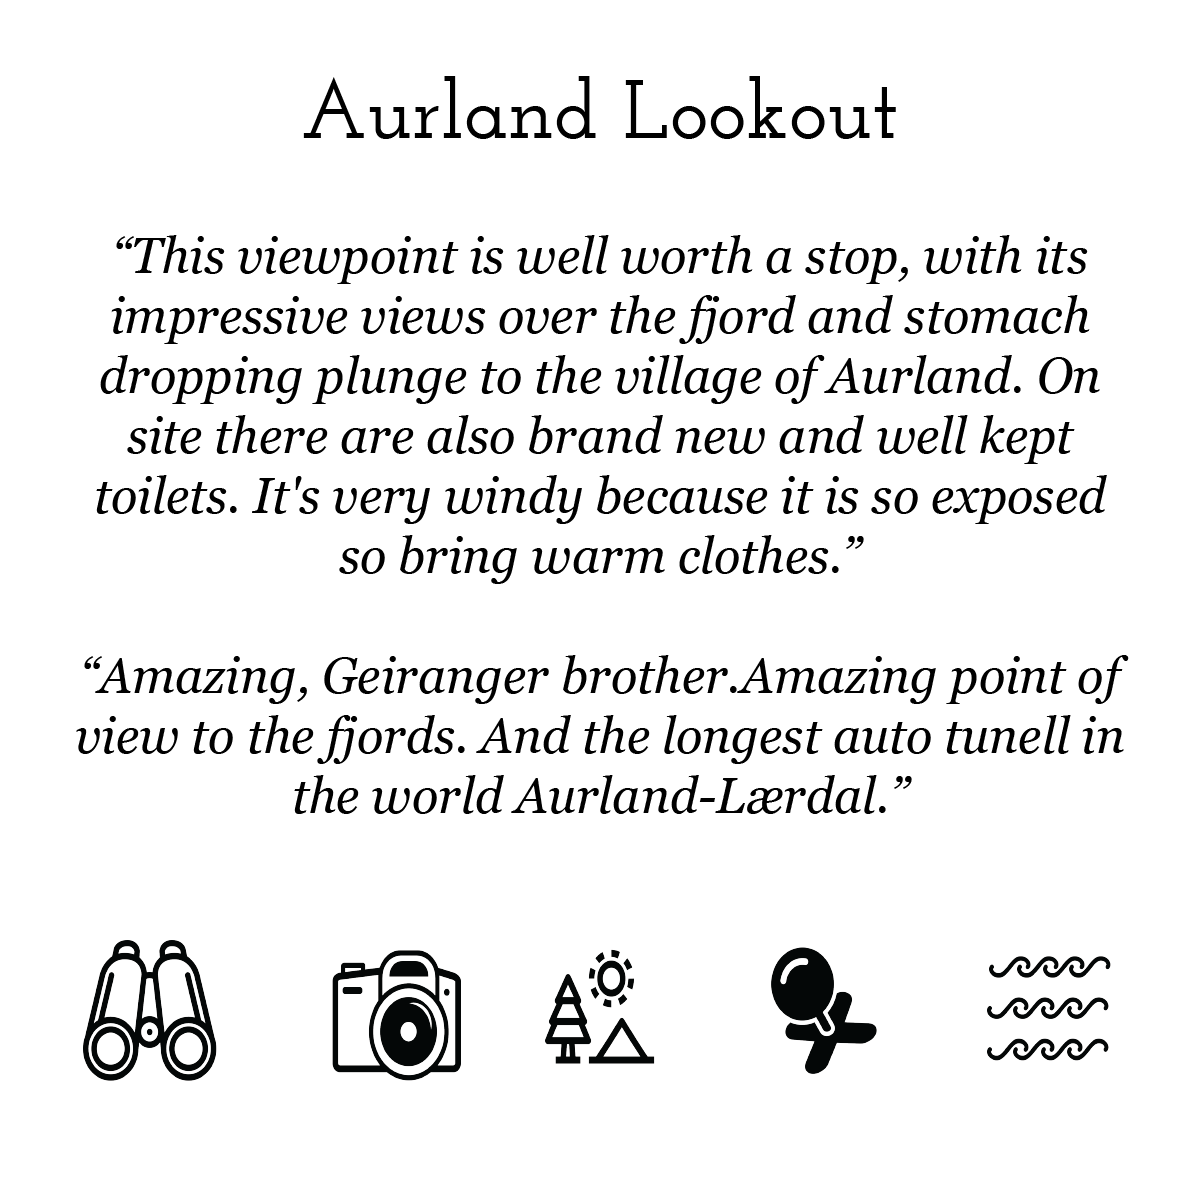 Aurland Lookout
“This viewpoint is well worth a stop, with its
impressive views over the fjord and stomach
dropping plunge to the village of Aurland. On
site there are also brand new and well kept
toilets. It's very windy because it is so exposed
so bring warm clothes.”
“Amazing, Geiranger brother.Amazing point of
view to the fjords. And the longest auto tunell in
the world Aurland-Lærdal.”